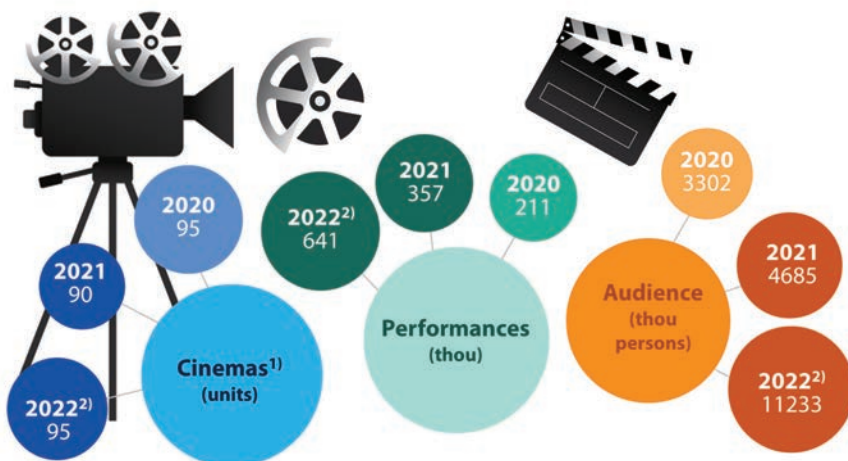 2020
95
2021
90
2022²⁾
95
Cinemas¹⁾
(units)
2022²⁾
641
2021
357
2020
211
Performances
(thou)
2020
3302
2021
4685
2022²⁾
11233
Audience
(thou
persons)